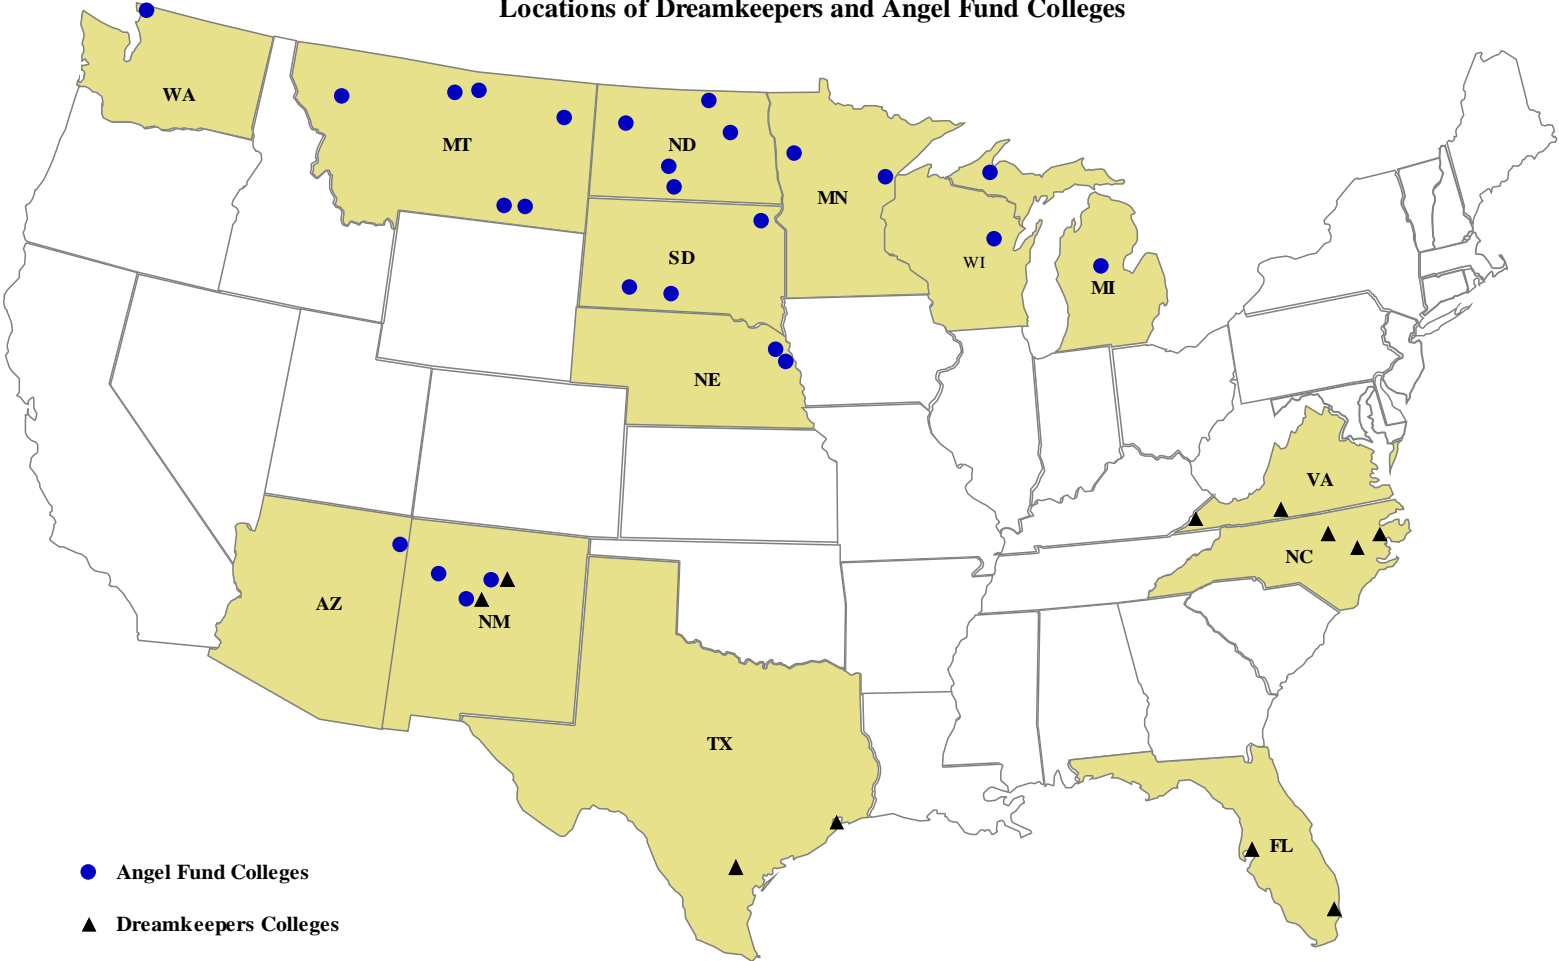 Locations of Dreamkeepers and Angel Fund Colleges
WA
MT
ND
MN
SD
WI
MI
NE
VA
NC
AZ
NM
TX
FL
Angel Fund Colleges
Dreamkeepers Colleges